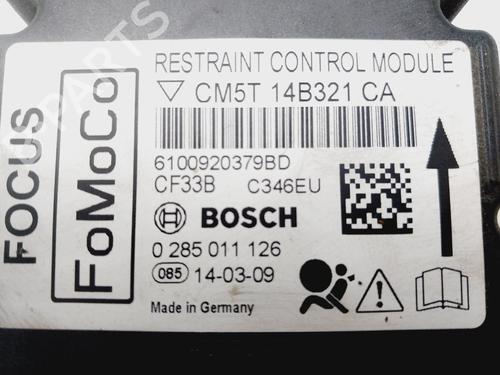 RESTRAINT CONTROL MODULE
CM5T 14B321 CA
6100920379BD
CF33B C346EU
BOSCH
0 285 011 126
085 14-03-09
Made in Germany
FOCUS
FoMoCo
PARTS